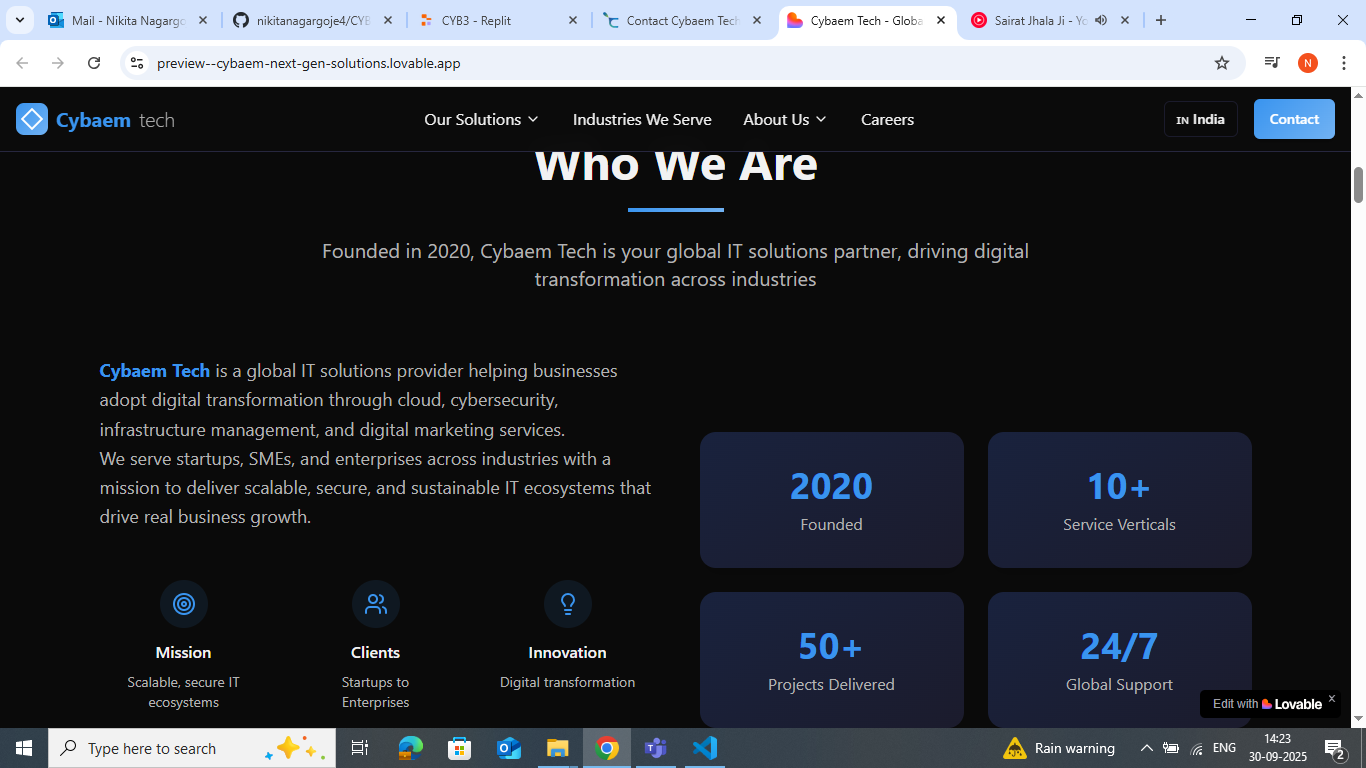 Mail - Nikita Nagargo
nikitanagargoje4/CYB
CYB3 - Replit
Contact Cybaem Tech
Cybaem Tech - Globa
Sairat Jhala Ji - Yo
preview--cybaem-next-gen-solutions.lovable.app
N
Cybaem tech
Our Solutions
Industries We Serve
About Us
Careers
IN India
Contact
Who We Are
Founded in 2020, Cybaem Tech is your global IT solutions partner, driving digital
transformation across industries
Cybaem Tech is a global IT solutions provider helping businesses
adopt digital transformation through cloud, cybersecurity,
infrastructure management, and digital marketing services.
We serve startups, SMEs, and enterprises across industries with a
mission to deliver scalable, secure, and sustainable IT ecosystems that
drive real business growth.
Mission
Scalable, secure IT
ecosystems
Clients
Startups to
Enterprises
Innovation
Digital transformation
2020
Founded
10+
Service Verticals
50+
Projects Delivered
24/7
Global Support
Edit with Lovable
Type here to search
Rain warning
ENG
14:23
30-09-2025
2